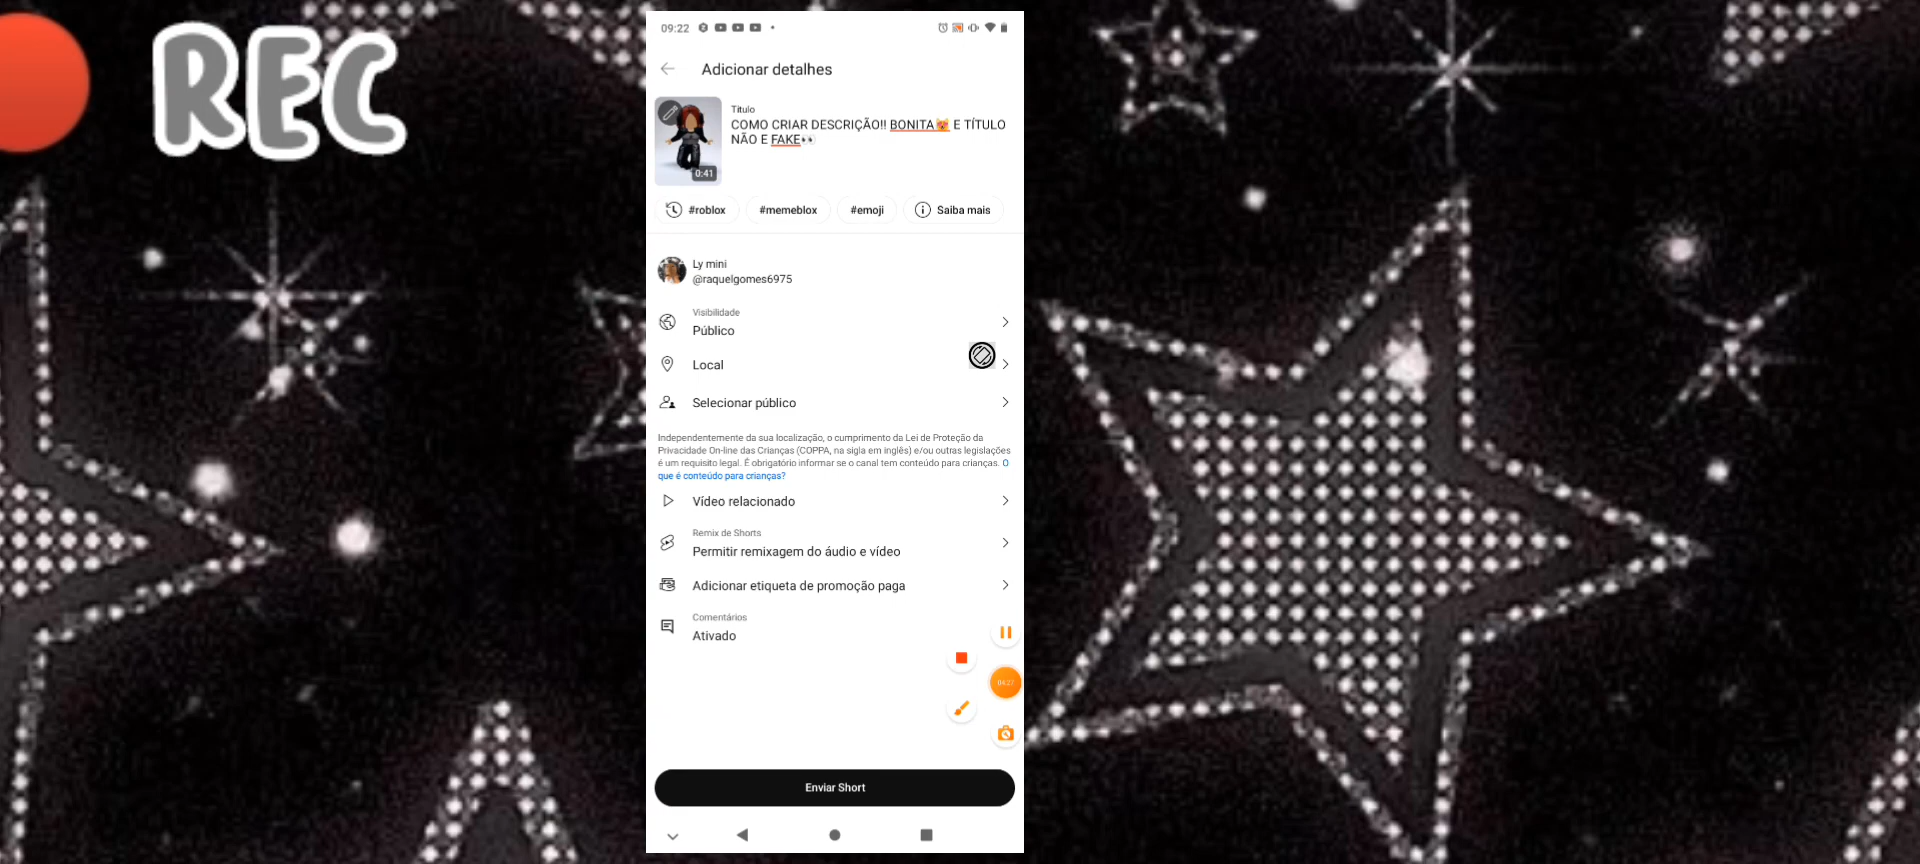 REC
09:22
Adicionar detalhes
Título
COMO CRIAR DESCRIÇÃO!! BONITA😻 E TÍTULO
NÃO E FAKE👀
0:41
#roblox #memeblox #emoji Saiba mais
Ly mini
@raquelgomes6975
Visibilidade
Público
Local
Selecionar público
Independentemente da sua localização, o cumprimento da Lei de Proteção da
Privacidade On-line das Crianças (COPPA, na sigla em inglês) e/ou outras legislações
é um requisito legal. É obrigatório informar se o canal tem conteúdo para crianças. O
que é conteúdo para crianças?
Vídeo relacionado
Remix de Shorts
Permitir remixagem do áudio e vídeo
Adicionar etiqueta de promoção paga
Comentários
Ativado
04:27
Enviar Short